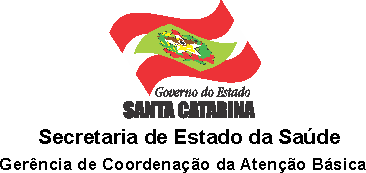 Governo do Estado
SANTA CATARINA
Secretaria de Estado da Saúde
Gerência de Coordenação da Atenção Básica